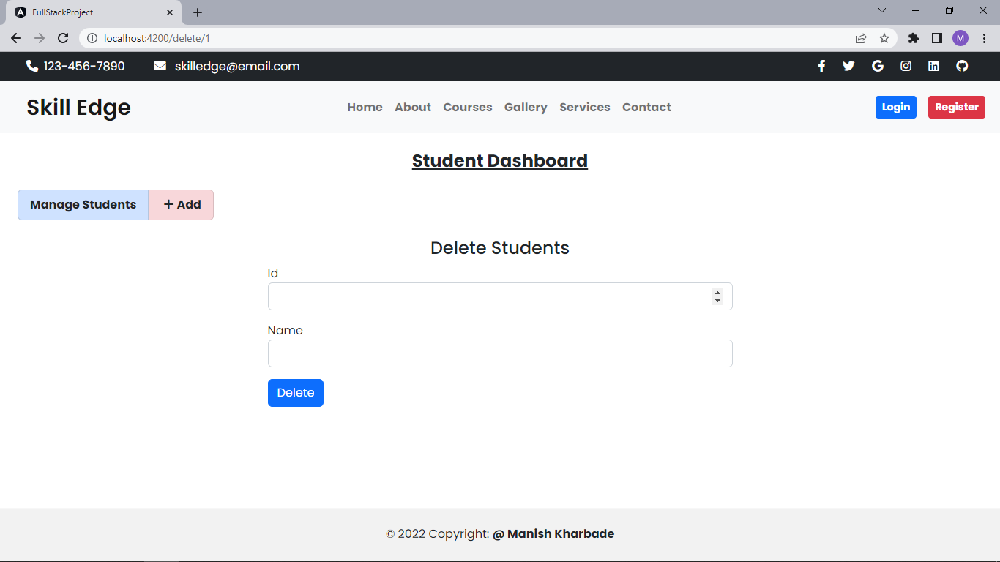 FullStackProject
localhost:4200/delete/1
M
123-456-7890 skilledge@email.com
Skill Edge Home About Courses Gallery Services Contact Login Register
Student Dashboard
Manage Students + Add
Delete Students
Id
Name
Delete
© 2022 Copyright: @ Manish Kharbade